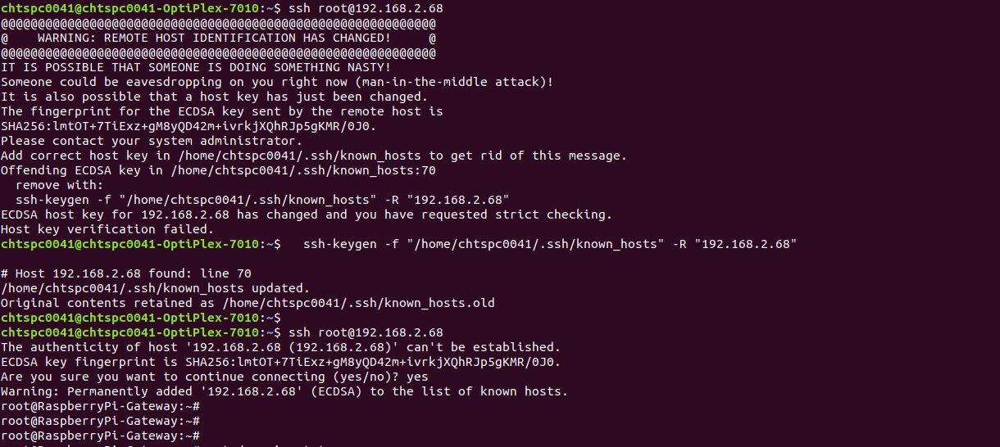 chtspc0041@chtspc0041-OptiPlex-7010:~$ ssh root@192.168.2.68
@@@@@@@@@@@@@@@@@@@@@@@@@@@@@@@@@@@@@@@@@@@@@@@@@@@@@@@@@@@
@    WARNING: REMOTE HOST IDENTIFICATION HAS CHANGED!     @
@@@@@@@@@@@@@@@@@@@@@@@@@@@@@@@@@@@@@@@@@@@@@@@@@@@@@@@@@@@
IT IS POSSIBLE THAT SOMEONE IS DOING SOMETHING NASTY!
Someone could be eavesdropping on you right now (man-in-the-middle attack)!
It is also possible that a host key has just been changed.
The fingerprint for the ECDSA key sent by the remote host is
SHA256:lmtOT+7TiExz+gM8yQD42m+ivrkjXQhRJp5gKMR/0J0.
Please contact your system administrator.
Add correct host key in /home/chtspc0041/.ssh/known_hosts to get rid of this message.
Offending ECDSA key in /home/chtspc0041/.ssh/known_hosts:70
  remove with:
  ssh-keygen -f "/home/chtspc0041/.ssh/known_hosts" -R "192.168.2.68"
ECDSA host key for 192.168.2.68 has changed and you have requested strict checking.
Host key verification failed.
chtspc0041@chtspc0041-OptiPlex-7010:~$   ssh-keygen -f "/home/chtspc0041/.ssh/known_hosts" -R "192.168.2.68"
# Host 192.168.2.68 found: line 70
/home/chtspc0041/.ssh/known_hosts updated.
Original contents retained as /home/chtspc0041/.ssh/known_hosts.old
chtspc0041@chtspc0041-OptiPlex-7010:~$
chtspc0041@chtspc0041-OptiPlex-7010:~$ ssh root@192.168.2.68
The authenticity of host '192.168.2.68 (192.168.2.68)' can't be established.
ECDSA key fingerprint is SHA256:lmtOT+7TiExz+gM8yQD42m+ivrkjXQhRJp5gKMR/0J0.
Are you sure you want to continue connecting (yes/no)? yes
Warning: Permanently added '192.168.2.68' (ECDSA) to the list of known hosts.
root@RaspberryPi-Gateway:~#
root@RaspberryPi-Gateway:~#
root@RaspberryPi-Gateway:~#